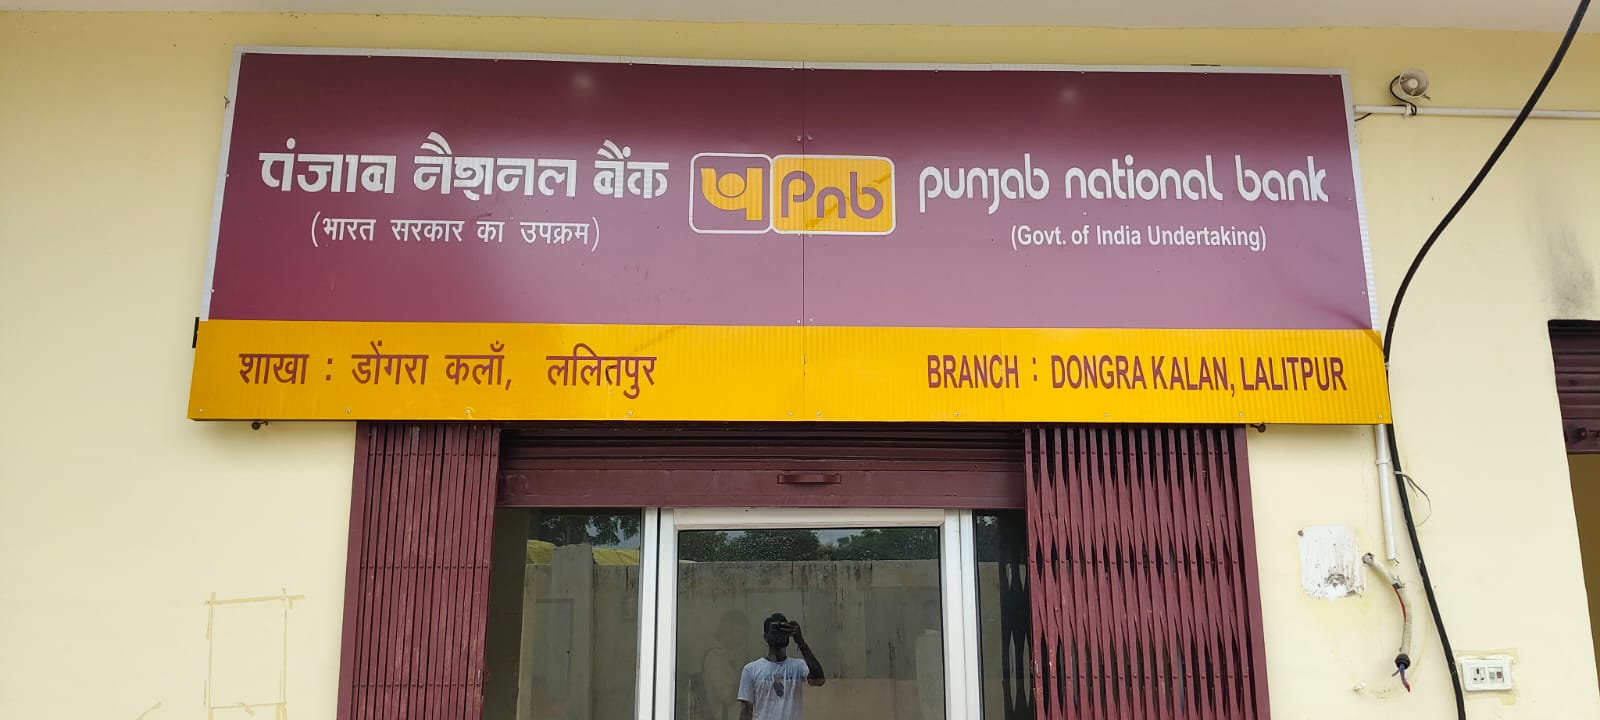 पंजाब नैशनल बैंक
(भारत सरकार का उपक्रम)
प pnb
punjab national bank
(Govt. of India Undertaking)
शाखा : डोंगरा कलाँ, ललितपुर
BRANCH : DONGRA KALAN, LALITPUR